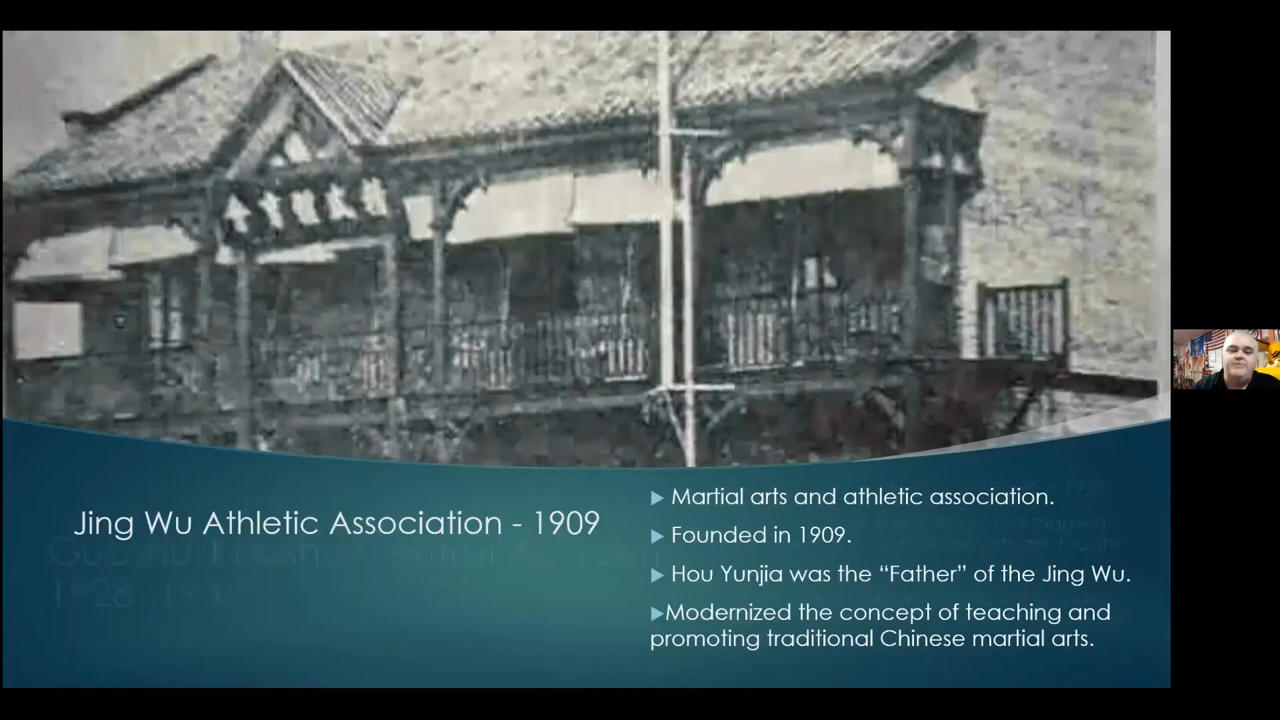 Jing Wu Athletic Association - 1909
Martial arts and athletic association.
Founded in 1909.
Hou Yunjia was the “Father” of the Jing Wu.
Modernized the concept of teaching and
promoting traditional Chinese martial arts.